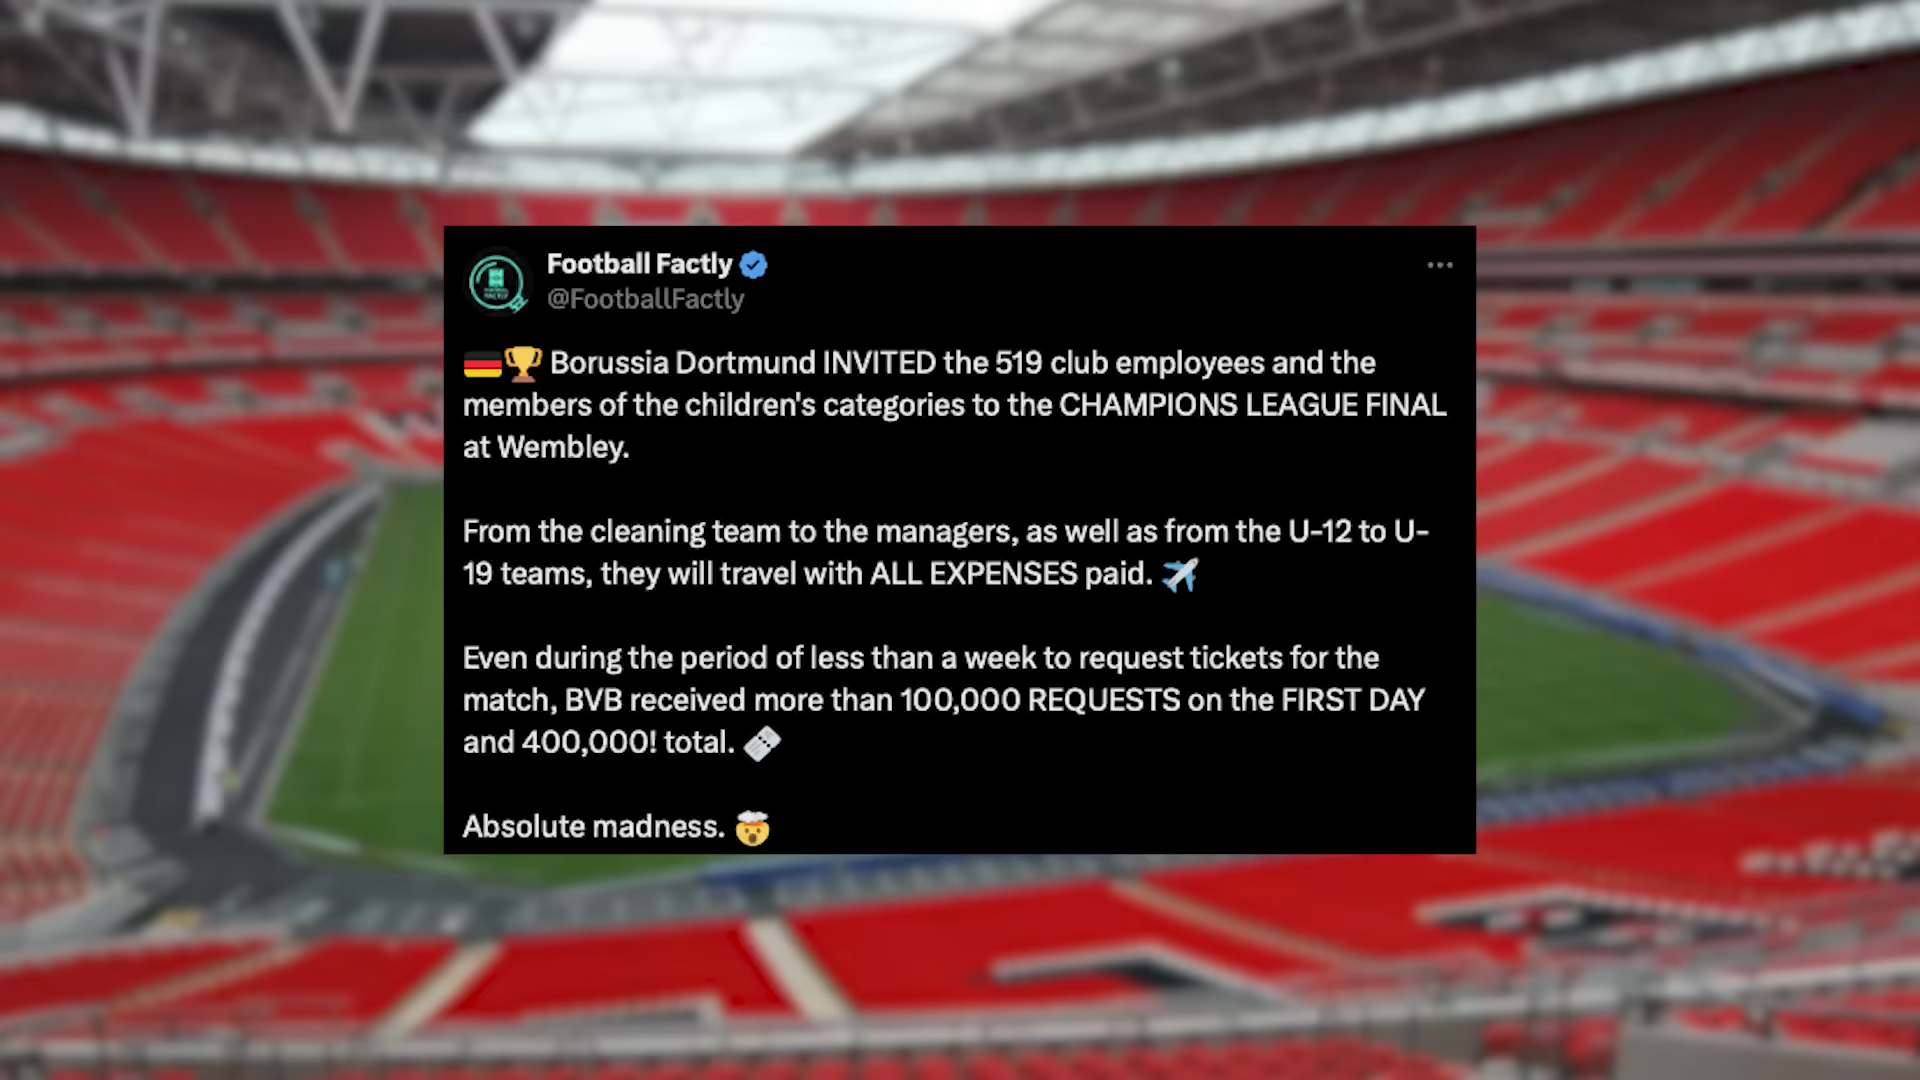 Football Factly
@FootballFactly
🇩🇪🏆 Borussia Dortmund INVITED the 519 club employees and the
members of the children's categories to the CHAMPIONS LEAGUE FINAL
at Wembley.
From the cleaning team to the managers, as well as from the U-12 to U-
19 teams, they will travel with ALL EXPENSES paid. ✈️
Even during the period of less than a week to request tickets for the
match, BVB received more than 100,000 REQUESTS on the FIRST DAY
and 400,000! total. 🎟️
Absolute madness. 🤯